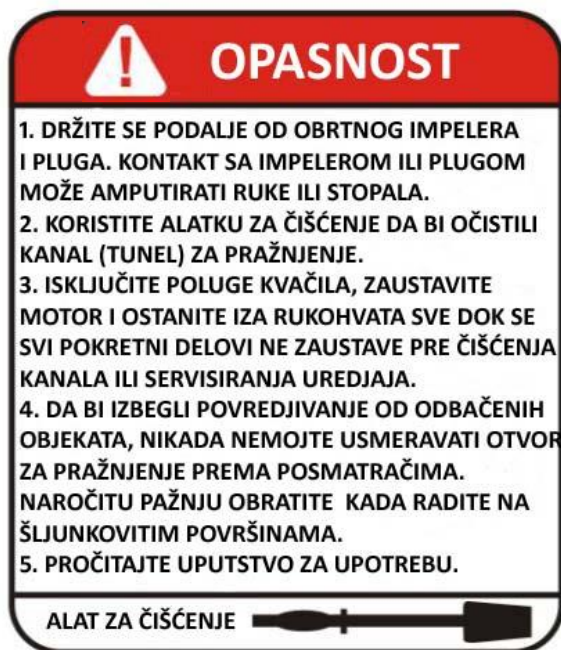 OPASNOST
1. DRŽITE SE PODALJE OD OBRTNOG IMPELERA
I PLUGA. KONTAKT SA IMPELEROM ILI PLUGOM
MOŽE AMPUTIRATI RUKE ILI STOPALA.
2. KORISTITE ALATKU ZA ČIŠĆENJE DA BI OČISTILI
KANAL (TUNEL) ZA PRAŽNJENJE.
3. ISKLJUČITE POLUGE KVAČILA, ZAUSTAVITE
MOTOR I OSTANITE IZA RUKOHVATA SVE DOK SE
SVI POKRETNI DELOVI NE ZAUSTAVE PRE ČIŠĆENJA
KANALA ILI SERVISIRANJA UREDJAJA.
4. DA BI IZBEGLI POVREDJIVANJE OD ODBAČENIH
OBJEKATA, NIKADA NEMOJTE USMERAVATI OTVOR
ZA PRAŽNJENJE PREMA POSMATRAČIMA.
NAROČITU PAŽNJU OBRATITE KADA RADITE NA
ŠLJUNKOVITIM POVRŠINAMA.
5. PROČITAJTE UPUTSTVO ZA UPOTREBU.
ALAT ZA ČIŠĆENJE